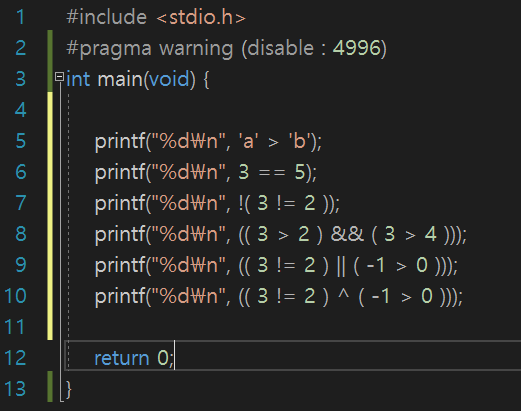 1 #include <stdio.h>
2 #pragma warning (disable : 4996)
3 int main(void) {
4
5 printf("%d₩n", 'a' > 'b');
6 printf("%d₩n", 3 == 5);
7 printf("%d₩n", !( 3 != 2 ));
8 printf("%d₩n", (( 3 > 2 ) && ( 3 > 4 )));
9 printf("%d₩n", (( 3 != 2 ) || ( -1 > 0 )));
10 printf("%d₩n", (( 3 != 2 ) ^ ( -1 > 0 )));
11
12 return 0;
13 }